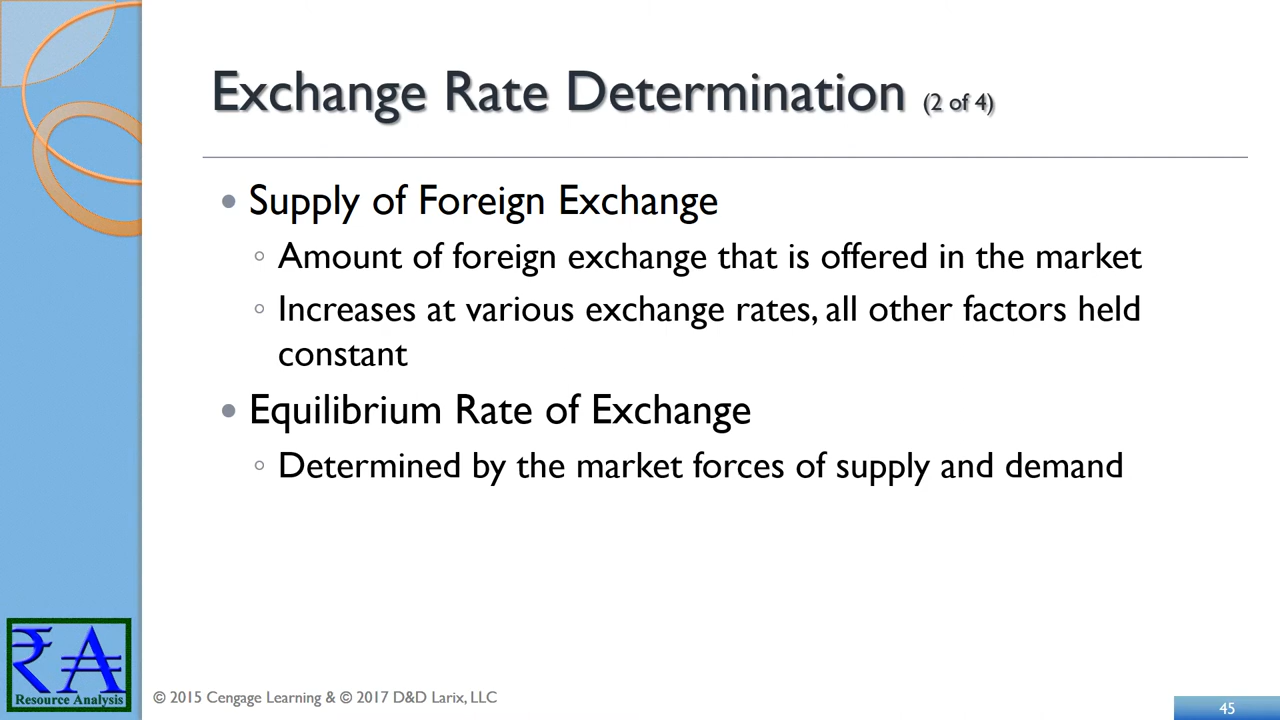 Exchange Rate Determination (2 of 4)
• Supply of Foreign Exchange
◦ Amount of foreign exchange that is offered in the market
◦ Increases at various exchange rates, all other factors held
constant
• Equilibrium Rate of Exchange
◦ Determined by the market forces of supply and demand
₹A
Resource Analysis
© 2015 Cengage Learning & © 2017 D&D Larix, LLC
45